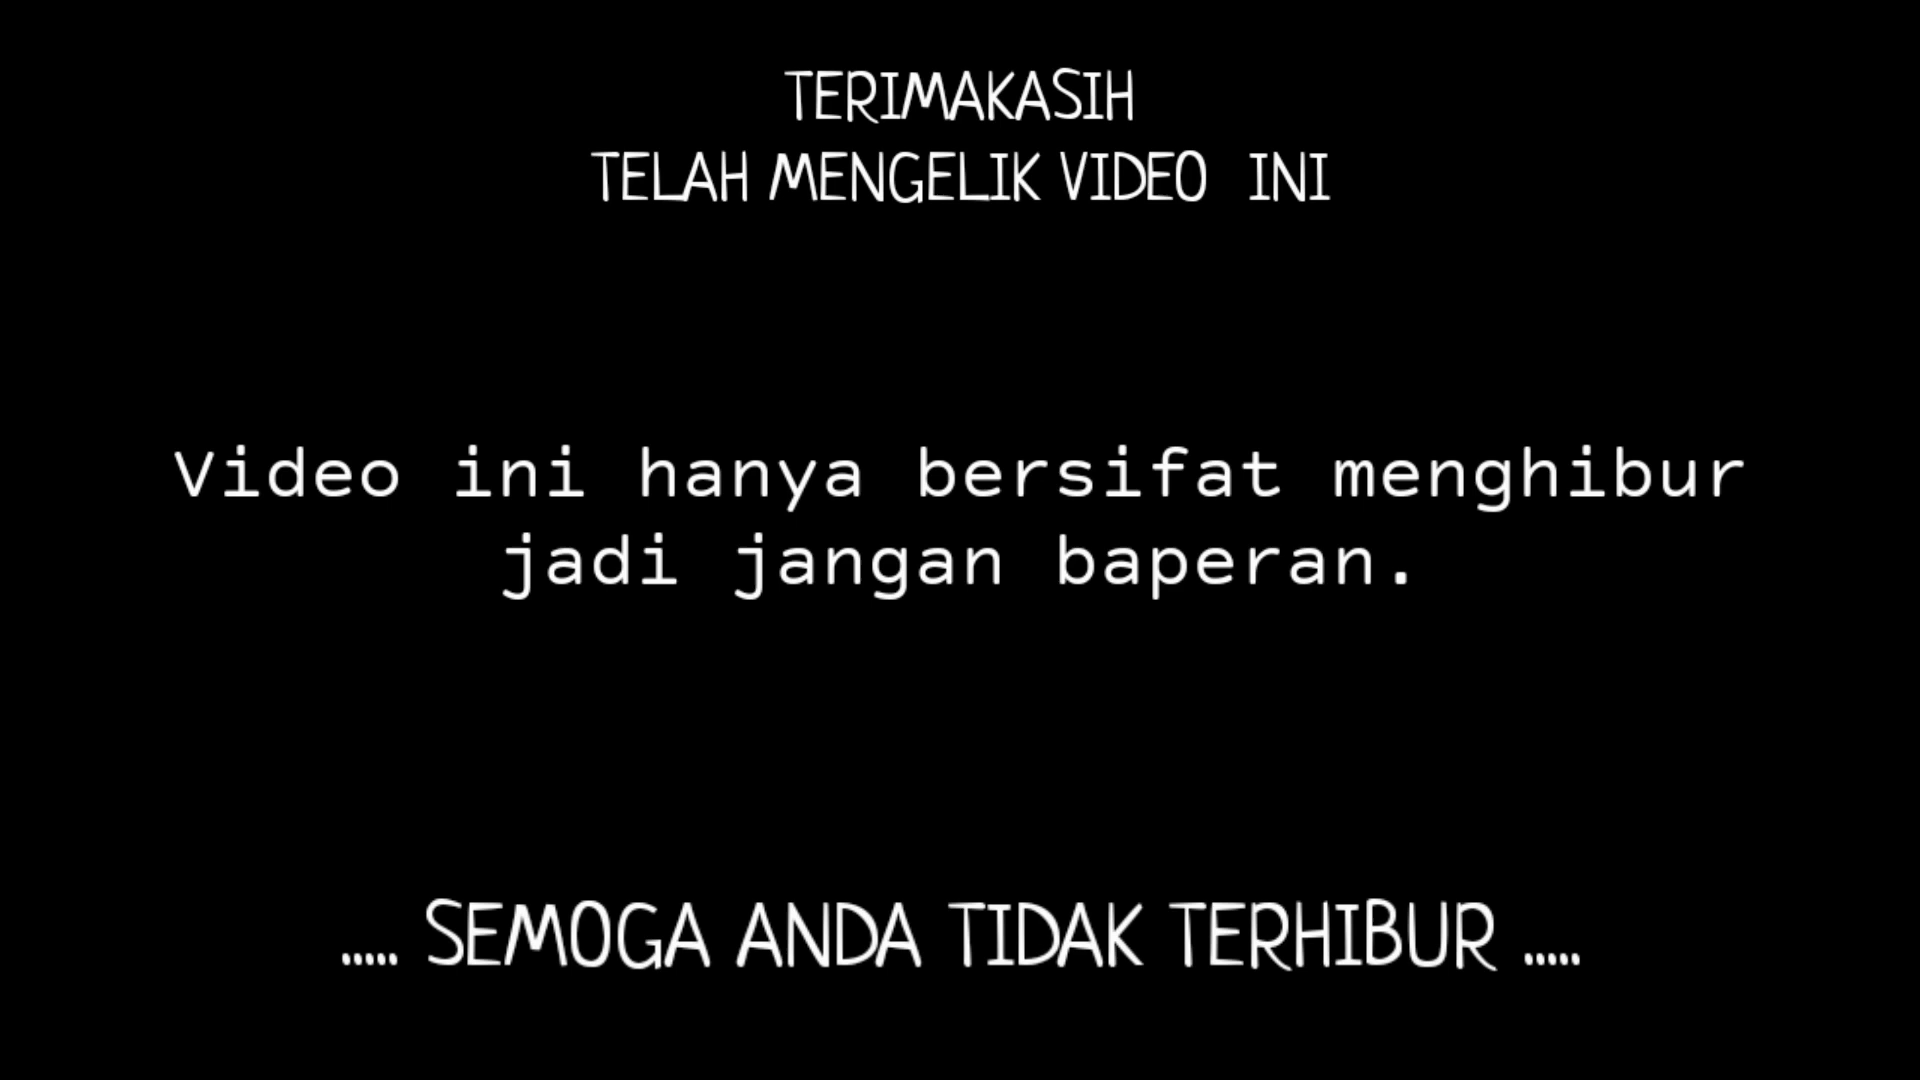 TERIMAKASIH
TELAH MENGELIK VIDEO INI
Video ini hanya bersifat menghibur
jadi jangan baperan.
..... SEMOGA ANDA TIDAK TERHIBUR .....